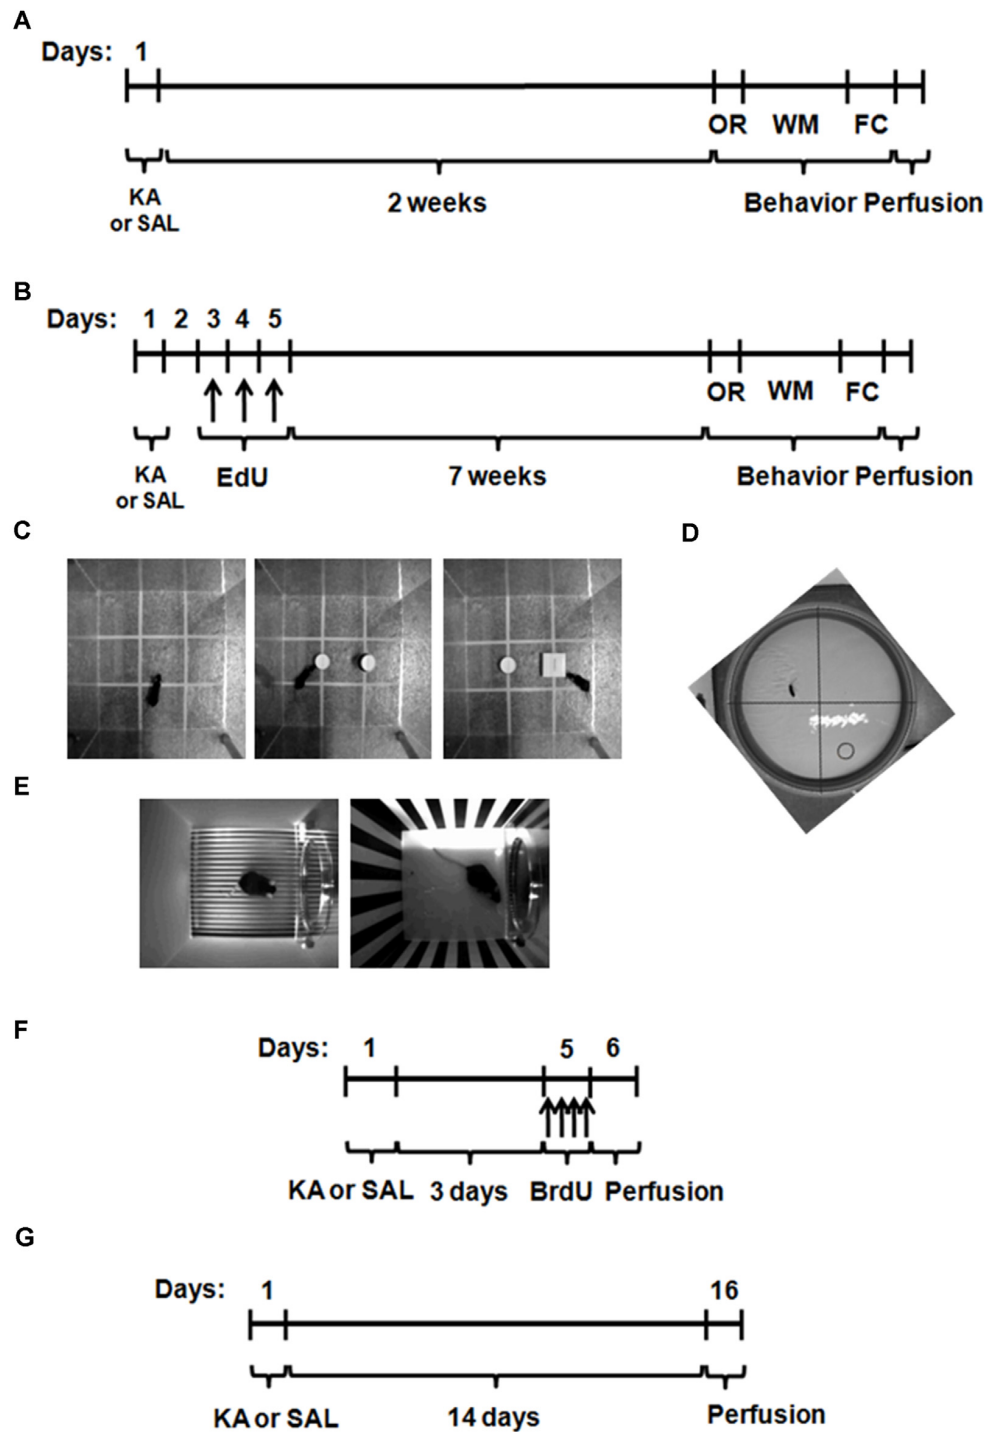 A
Days: 1
OR WM FC
KA
or SAL
2 weeks
Behavior Perfusion
B
Days: 1 2 3 4 5
OR WM FC
KA
or SAL
EdU
7 weeks
Behavior Perfusion
C
D
E
F
Days: 1 5 6
KA or SAL 3 days BrdU Perfusion
G
Days: 1 16
KA or SAL 14 days Perfusion